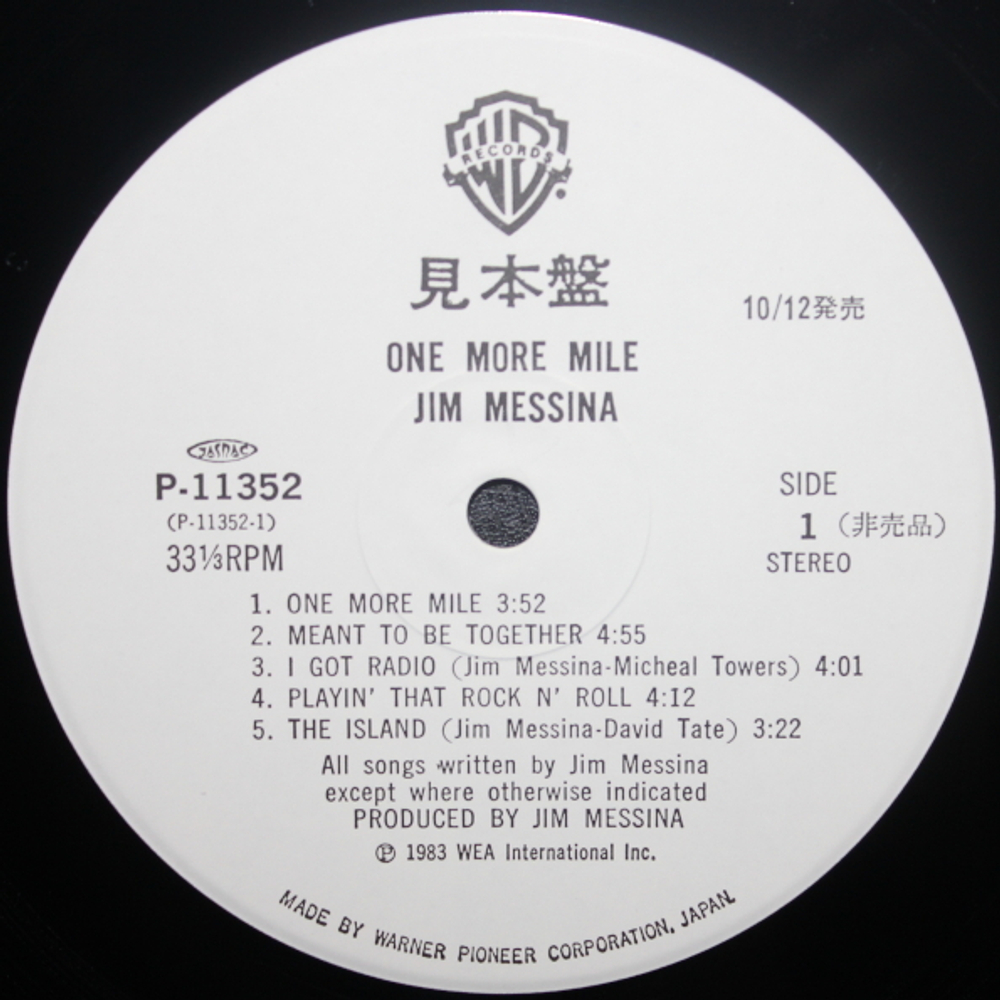 WB
RECORDS
見本盤
10/12発売
ONE MORE MILE
JIM MESSINA
JASRAC
P-11352
(P-11352-1)
33⅓RPM
SIDE
1 (非売品)
STEREO
1. ONE MORE MILE 3:52
2. MEANT TO BE TOGETHER 4:55
3. I GOT RADIO (Jim Messina-Micheal Towers) 4:01
4. PLAYIN' THAT ROCK N' ROLL 4:12
5. THE ISLAND (Jim Messina-David Tate) 3:22
All songs written by Jim Messina
except where otherwise indicated
PRODUCED BY JIM MESSINA
℗ 1983 WEA International Inc.
MADE BY WARNER PIONEER CORPORATION, JAPAN.